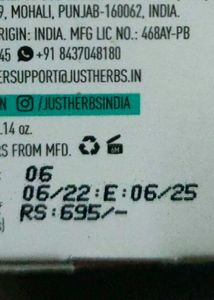 9, MOHALI, PUNJAB-160062, INDIA.
RIGIN: INDIA. MFG LIC NO.: 468AY-PB
45 +91 8437048180
ERSUPPORT@JUSTHERBS.IN
N /JUSTHERBSINDIA
.14 oz.
RS FROM MFD.
: 06
06/22:E:06/25
: RS:695/-